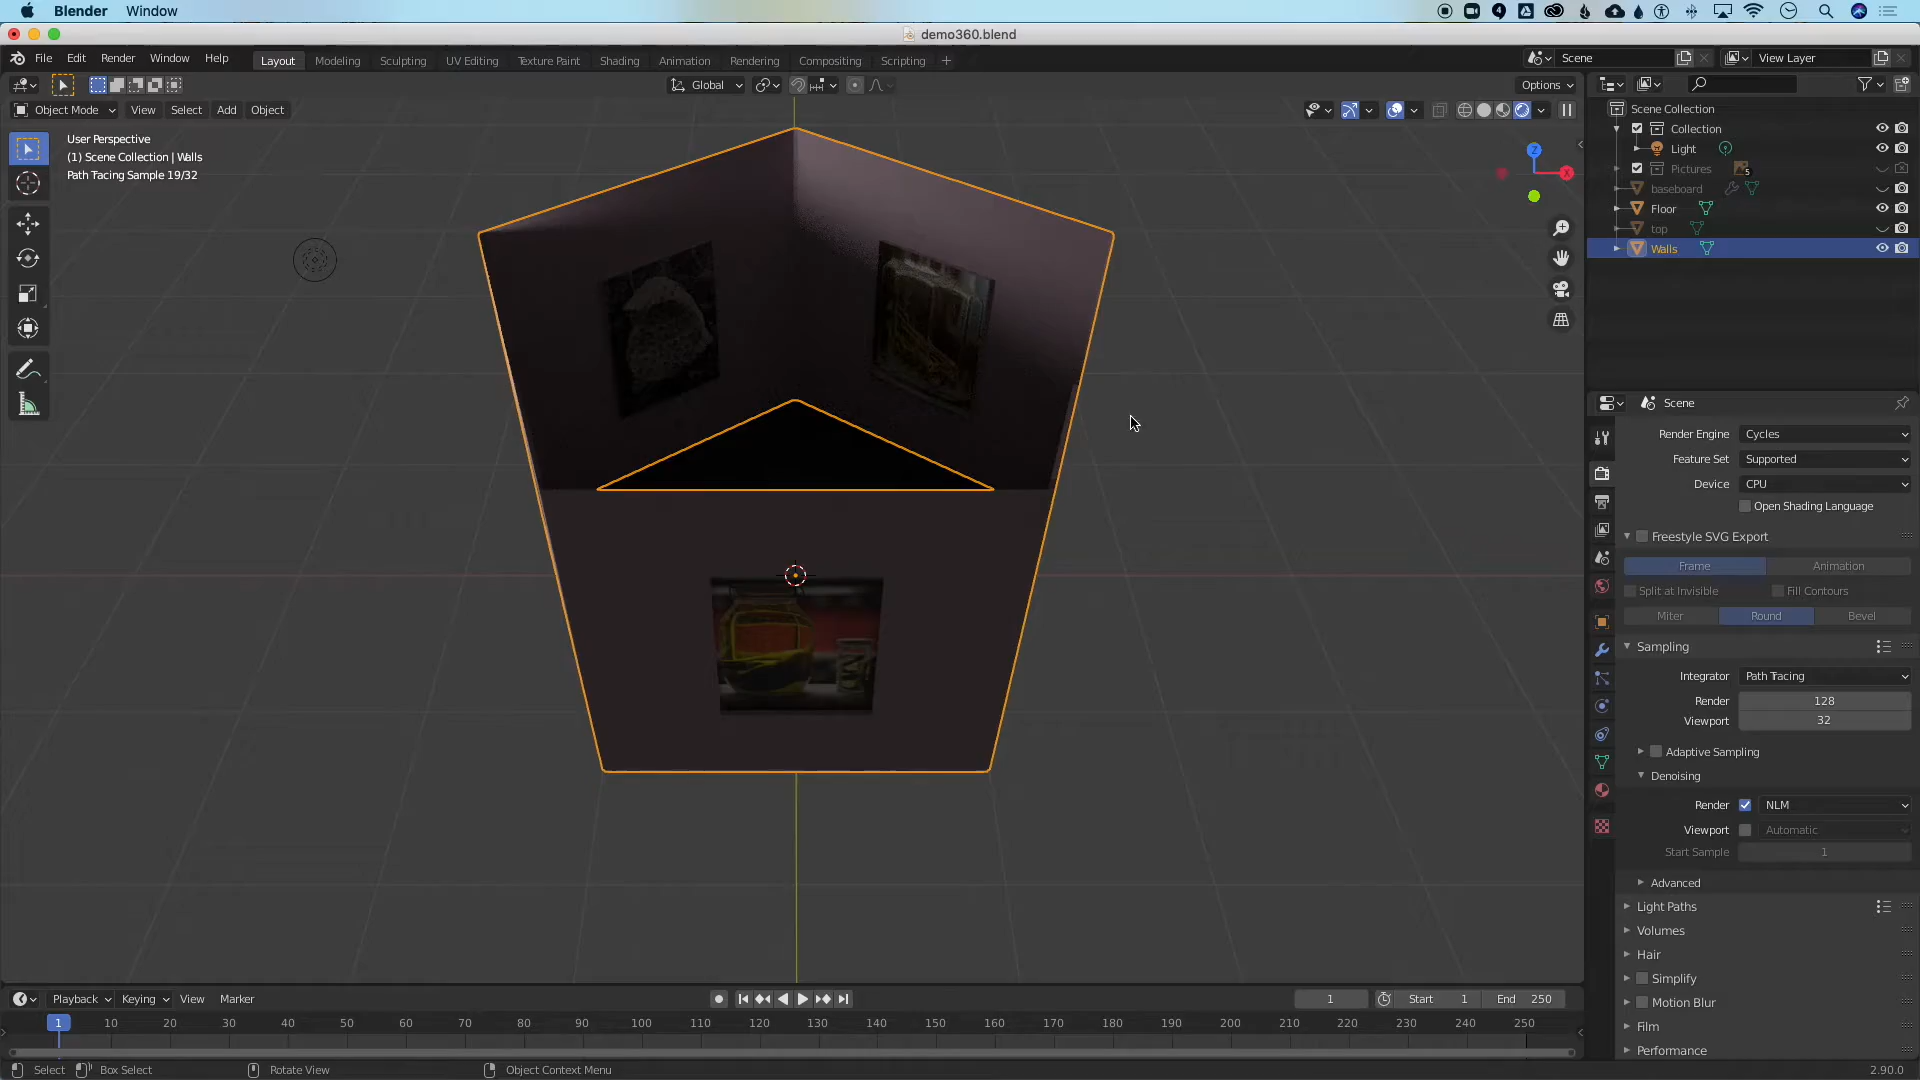 Blender Window
demo360.blend
File Edit Render Window Help Layout Modeling Sculpting UV Editing Texture Paint Shading Animation Rendering Compositing Scripting + Scene View Layer
Global Options
Object Mode View Select Add Object
User Perspective
(1) Scene Collection | Walls
Path Tacing Sample 19/32
Z
X
Scene Collection
Collection
Light
Pictures 5
baseboard
Floor
top
Walls
Scene
Render Engine Cycles
Feature Set Supported
Device CPU
Open Shading Language
Freestyle SVG Export
Frame Animation
Split at Invisible Fill Contours
Miter Round Bevel
Sampling
Integrator Path Tracing
Render 128
Viewport 32
Adaptive Sampling
Denoising
Render NLM
Viewport Automatic
Start Sample 1
Advanced
Light Paths
Volumes
Hair
Simplify
Motion Blur
Film
Performance
Playback Keying View Marker 1 Start 1 End 250
1 10 20 30 40 50 60 70 80 90 100 110 120 130 140 150 160 170 180 190 200 210 220 230 240 250
Select Box Select Rotate View Object Context Menu 2.90.0